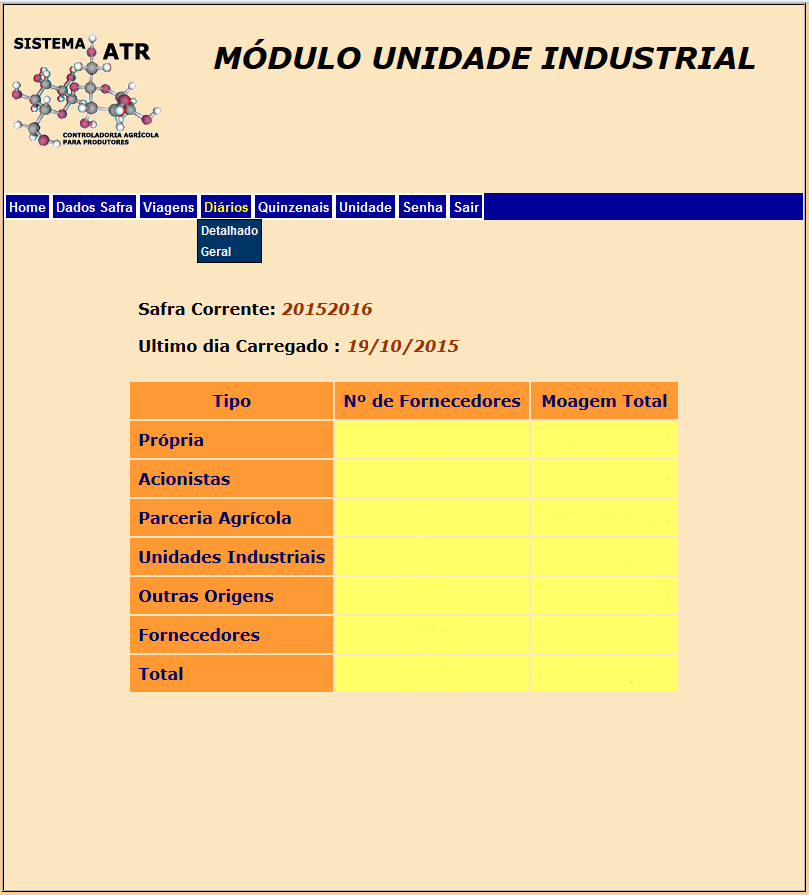 SISTEMA ATR
CONTROLADORIA AGRÍCOLA
PARA PRODUTORES
MÓDULO UNIDADE INDUSTRIAL
Home Dados Safra Viagens Diários Quinzenais Unidade Senha Sair
Detalhado
Geral
Safra Corrente: 20152016
Ultimo dia Carregado : 19/10/2015
Tipo Nº de Fornecedores Moagem Total
Própria
Acionistas
Parceria Agrícola
Unidades Industriais
Outras Origens
Fornecedores
Total